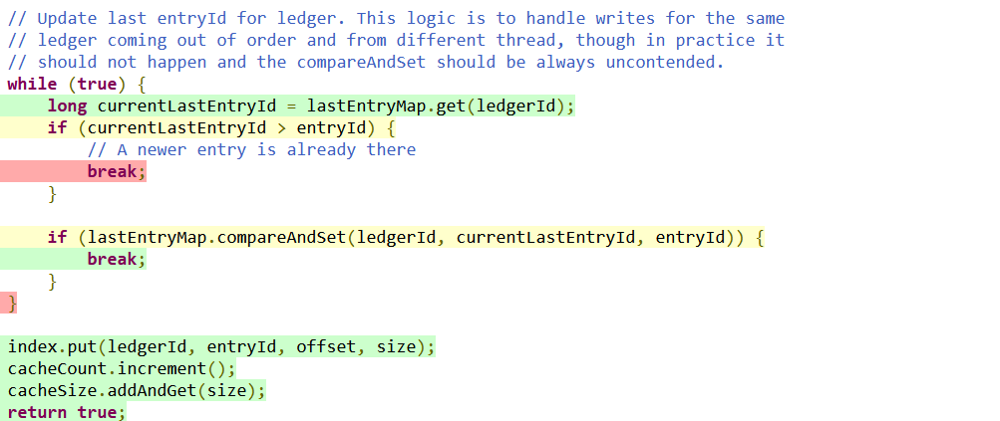 // Update last entryId for ledger. This logic is to handle writes for the same
// ledger coming out of order and from different thread, though in practice it
// should not happen and the compareAndSet should be always uncontended.
while (true) {
    long currentLastEntryId = lastEntryMap.get(ledgerId);
    if (currentLastEntryId > entryId) {
        // A newer entry is already there
        break;
    }

    if (lastEntryMap.compareAndSet(ledgerId, currentLastEntryId, entryId)) {
        break;
    }
}

index.put(ledgerId, entryId, offset, size);
cacheCount.increment();
cacheSize.addAndGet(size);
return true;